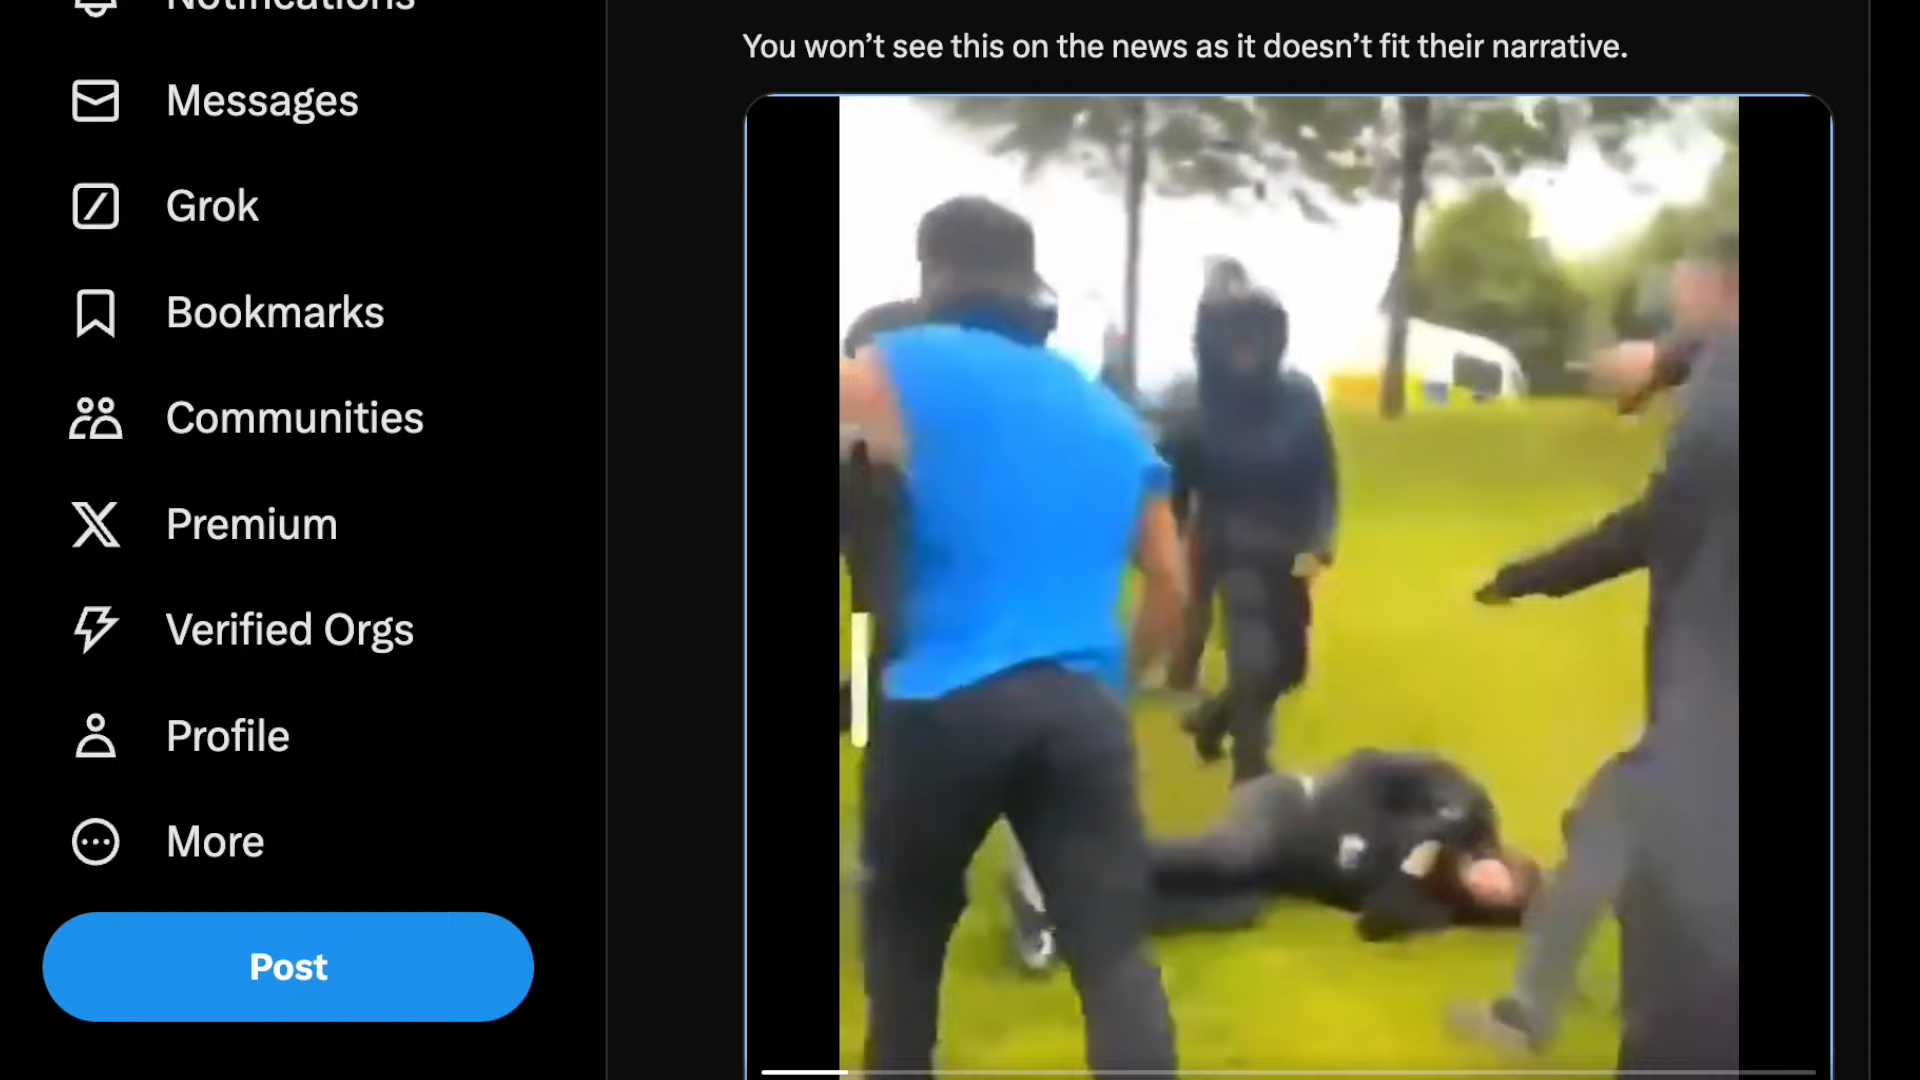 Notifications
Messages
Grok
Bookmarks
Communities
Premium
Verified Orgs
Profile
More
Post
You won’t see this on the news as it doesn’t fit their narrative.